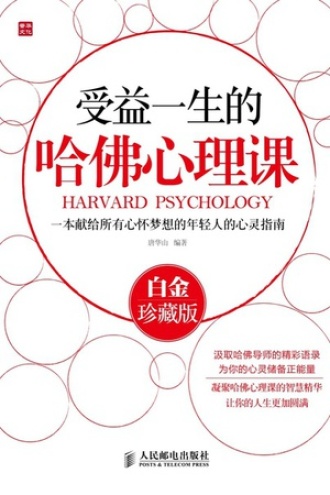 普华
文化
受益一生的
哈佛心理课
HARVARD PSYCHOLOGY
一本献给所有心怀梦想的年轻人的心灵指南
唐华山 编著
白金
珍藏版
汲取哈佛导师的精彩语录
为你的心灵储备正能量
凝聚哈佛心理课的智慧精华
让你的人生更加圆满
人民邮电出版社
POSTS & TELECOM PRESS